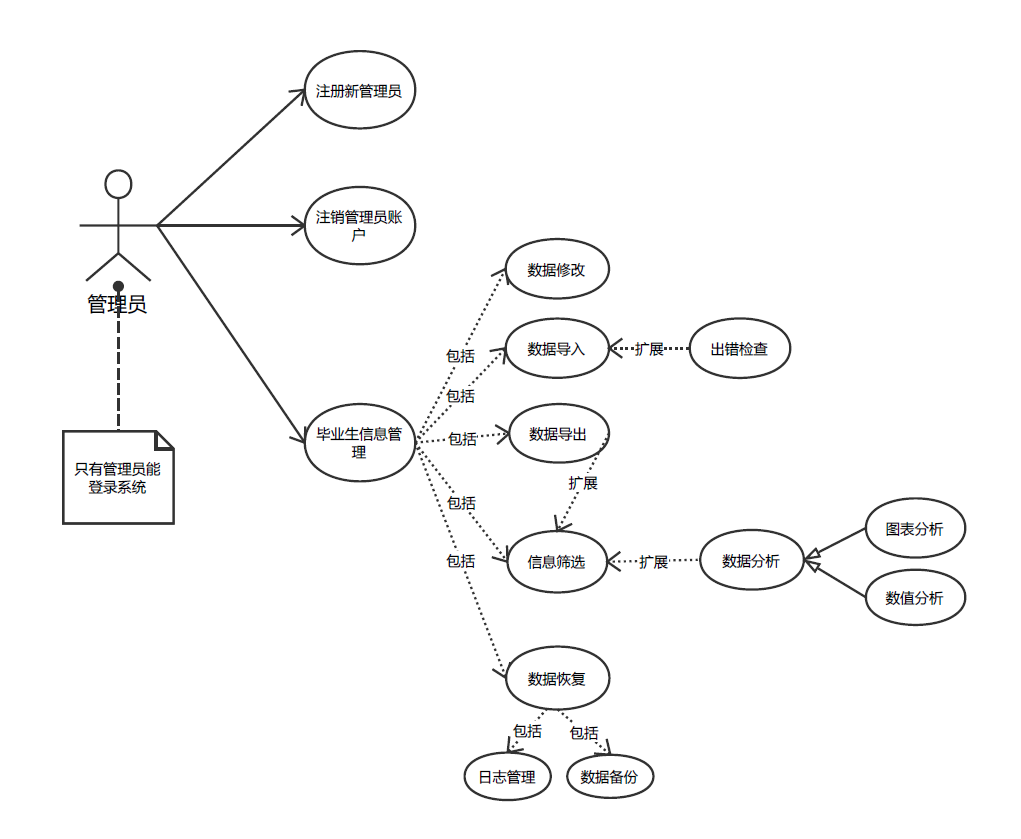 注册新管理员
注销管理员账
户
管理员
只有管理员能
登录系统
毕业生信息管
理
包括
包括
包括
包括
包括
数据修改
数据导入
扩展
出错检查
数据导出
扩展
信息筛选
扩展
数据分析
图表分析
数值分析
数据恢复
包括
包括
日志管理
数据备份